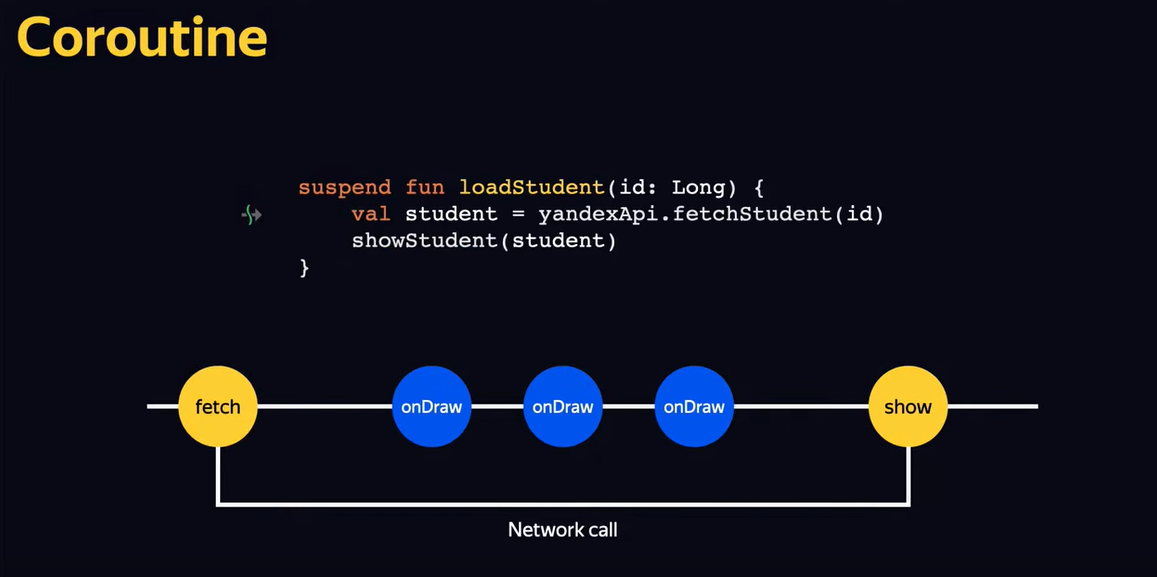 Coroutine
suspend fun loadStudent(id: Long) {
val student = yandexApi.fetchStudent(id)
showStudent(student)
}
fetch
onDraw
onDraw
onDraw
show
Network call